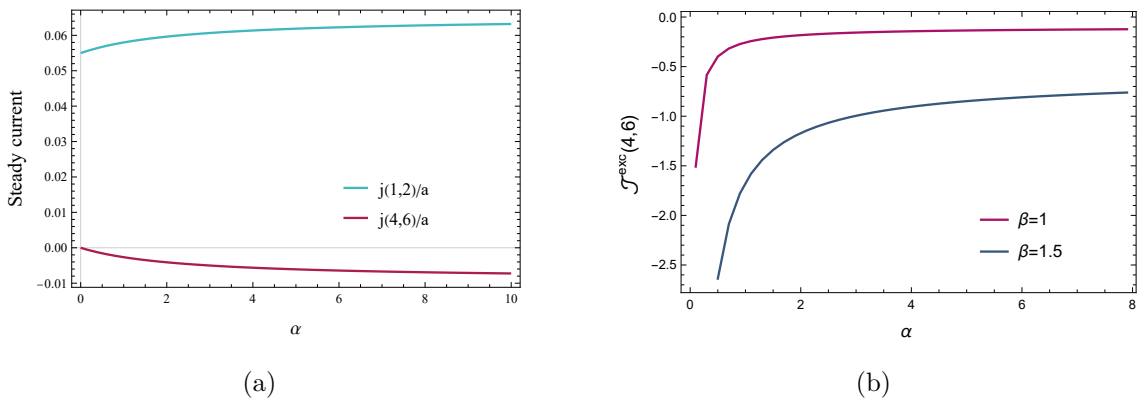 0.06
0.05
0.04
0.03
0.02
0.01
0.00
−0.01
Steady current
j(1,2)/a
j(4,6)/a
0 2 4 6 8 10
α
(a)
0.0
-0.5
-1.0
-1.5
-2.0
-2.5
𝒥^exc(4,6)
β=1
β=1.5
0 2 4 6 8
α
(b)